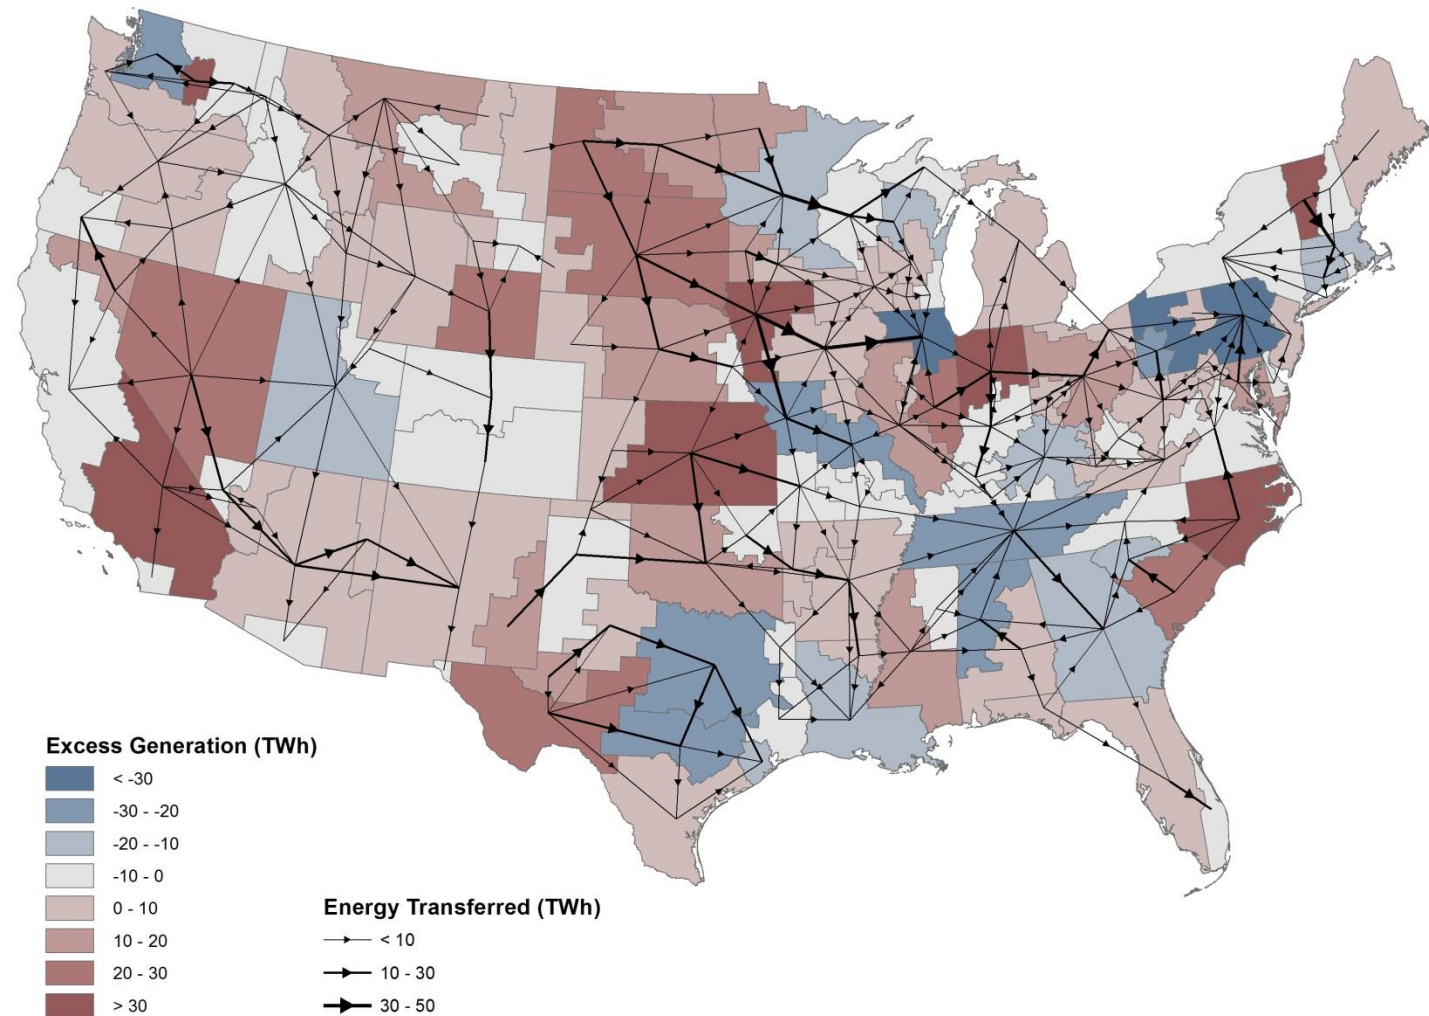 Excess Generation (TWh)
< -30
-30 - -20
-20 - -10
-10 - 0
0 - 10
10 - 20
20 - 30
> 30
Energy Transferred (TWh)
< 10
10 - 30
30 - 50